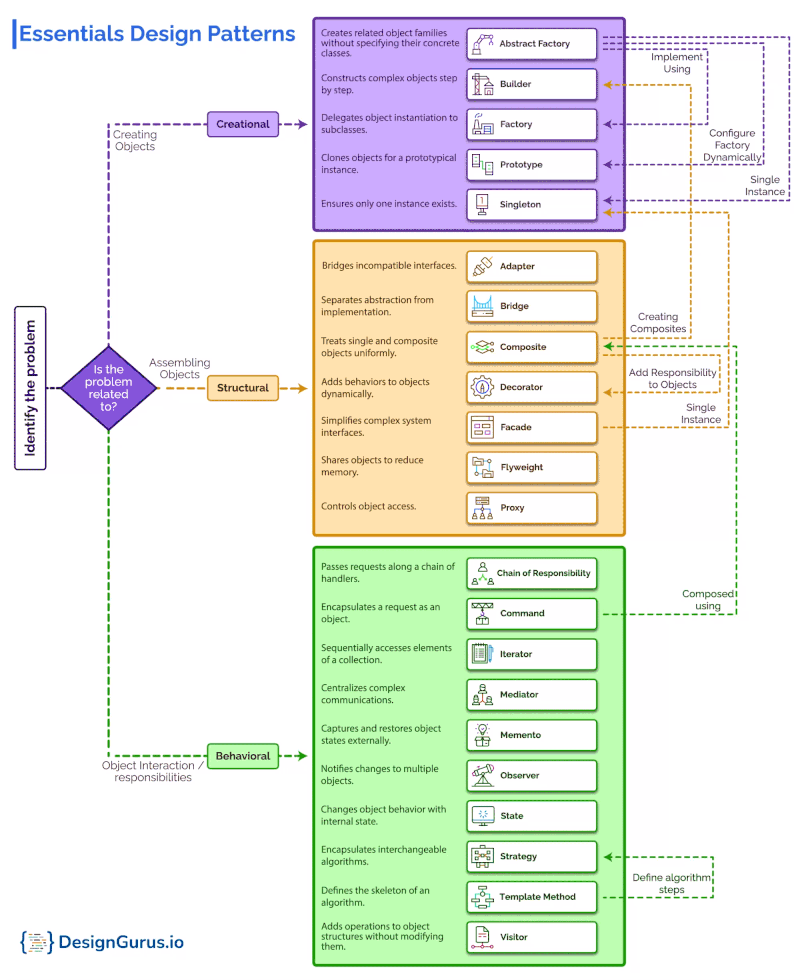 Essentials Design Patterns
Creates related object families
without specifying their concrete
classes.
Abstract Factory
Implement
Using
Constructs complex objects step
by step.
Builder
Creational
Creating
Objects
Delegates object instantiation to
subclasses.
Factory
Configure
Factory
Dynamically
Clones objects for a prototypical
instance.
Prototype
Single
Instance
Ensures only one instance exists.
Singleton
Bridges incompatible interfaces.
Adapter
Separates abstraction from
implementation.
Bridge
Creating
Composites
Treats single and composite
objects uniformly.
Composite
Identify the problem
Is the
problem
related
to?
Assembling
Objects
Structural
Adds behaviors to objects
dynamically.
Decorator
Add Responsibility
to Objects
Simplifies complex system
interfaces.
Facade
Single
Instance
Shares objects to reduce
memory.
Flyweight
Controls object access.
Proxy
Passes requests along a chain of
handlers.
Chain of Responsibility
Encapsulates a request as an
object.
Command
Composed
using
Sequentially accesses elements
of a collection.
Iterator
Centralizes complex
communications.
Mediator
Captures and restores object
states externally.
Memento
Behavioral
Object Interaction /
responsibilities
Notifies changes to multiple
objects.
Observer
Changes object behavior with
internal state.
State
Encapsulates interchangeable
algorithms.
Strategy
Define algorithm
steps
Defines the skeleton of an
algorithm.
Template Method
Adds operations to object
structures without modifying
them.
Visitor
DesignGurus.io